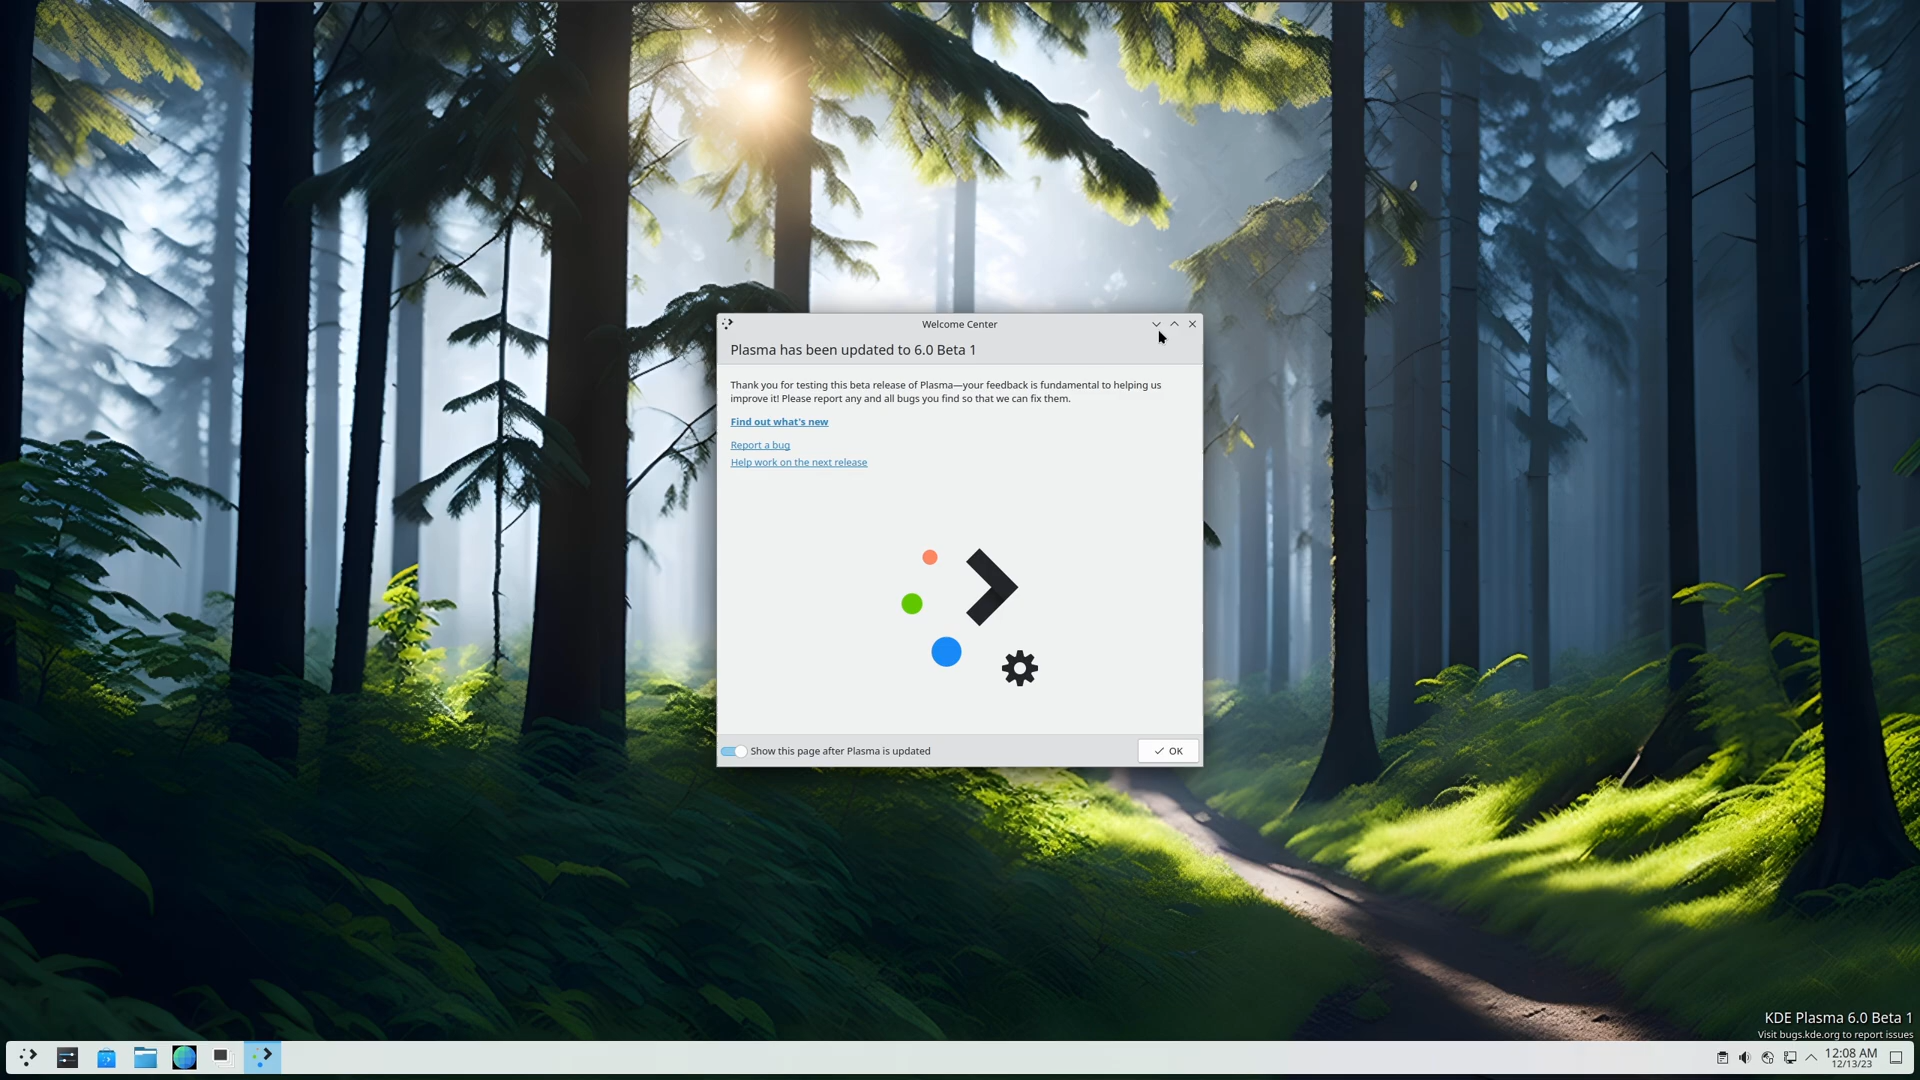 Welcome Center
Plasma has been updated to 6.0 Beta 1
Thank you for testing this beta release of Plasma—your feedback is fundamental to helping us
improve it! Please report any and all bugs you find so that we can fix them.
Find out what's new
Report a bug
Help work on the next release
Show this page after Plasma is updated
OK
KDE Plasma 6.0 Beta 1
Visit bugs.kde.org to report issues
12:08 AM
12/13/23